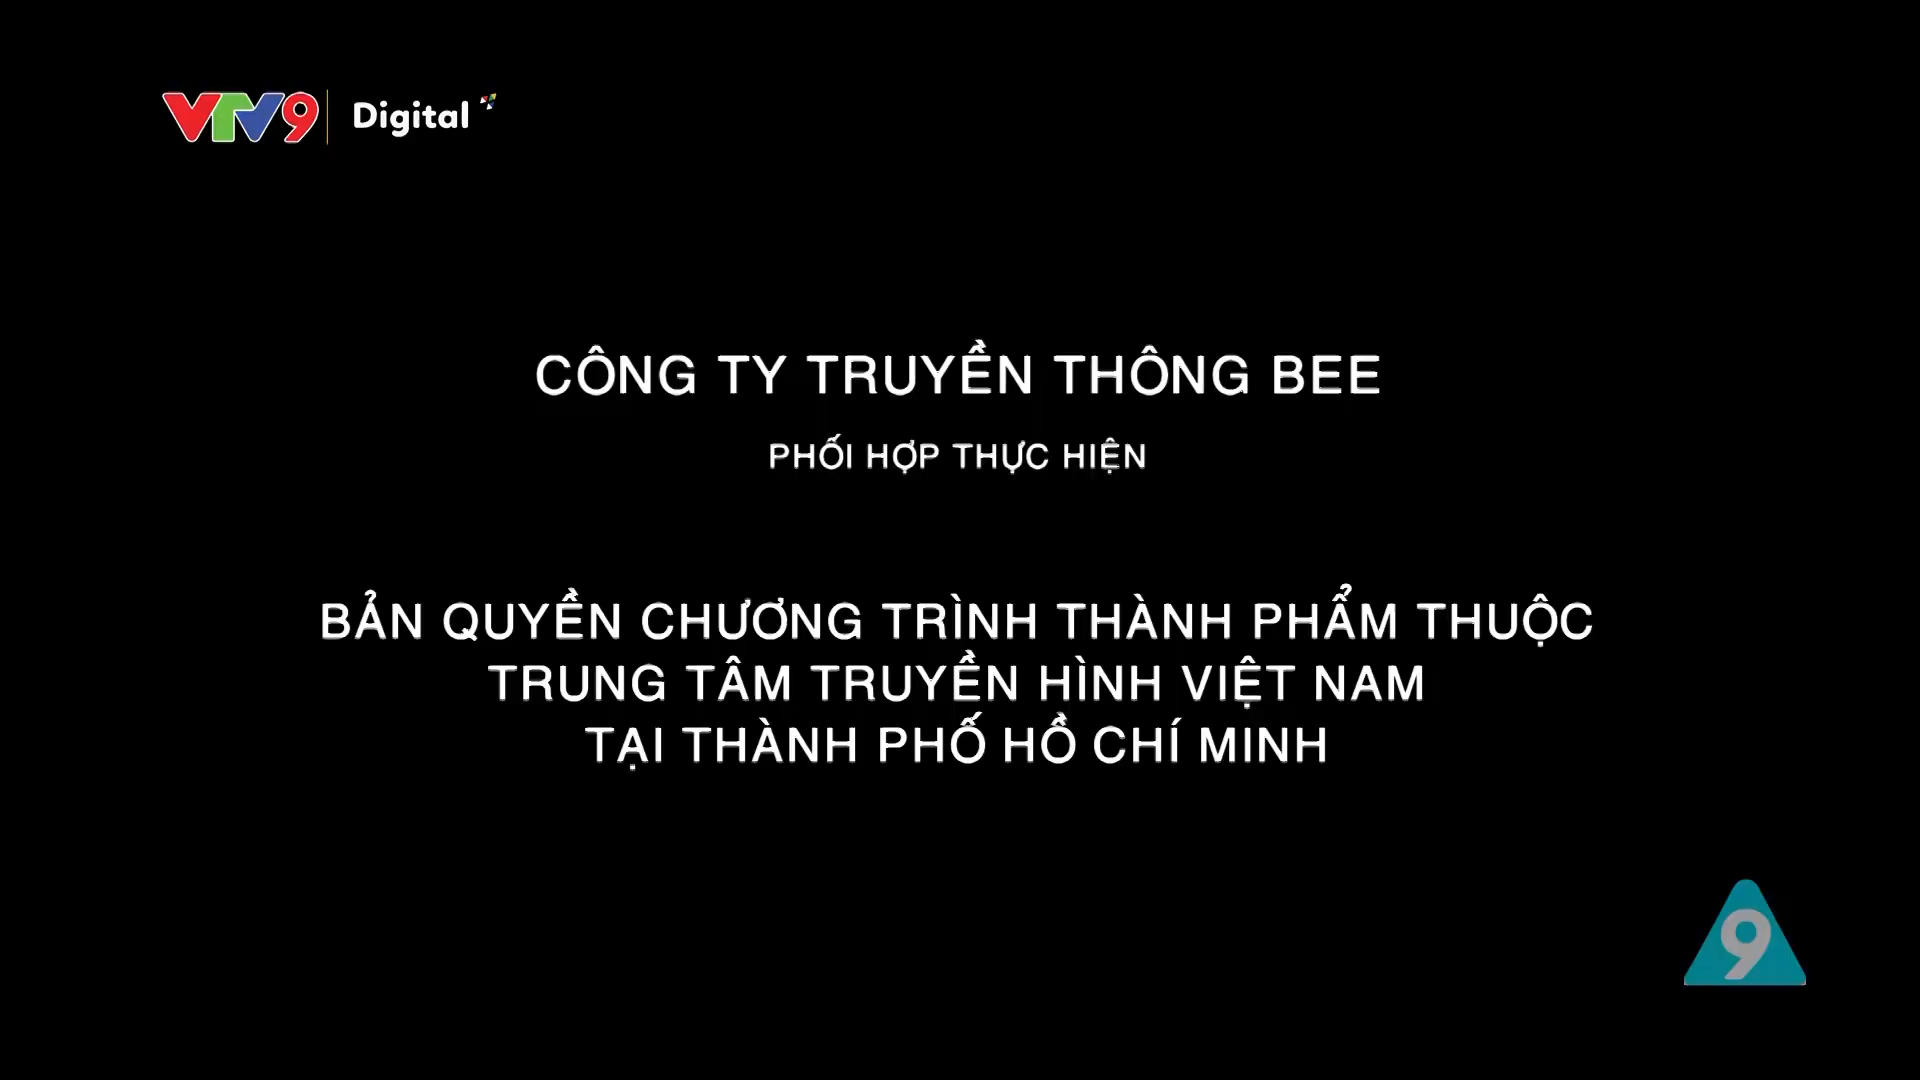 VTV9 Digital
CÔNG TY TRUYỀN THÔNG BEE
PHỐI HỢP THỰC HIỆN
BẢN QUYỀN CHƯƠNG TRÌNH THÀNH PHẨM THUỘC
TRUNG TÂM TRUYỀN HÌNH VIỆT NAM
TẠI THÀNH PHỐ HỒ CHÍ MINH
9